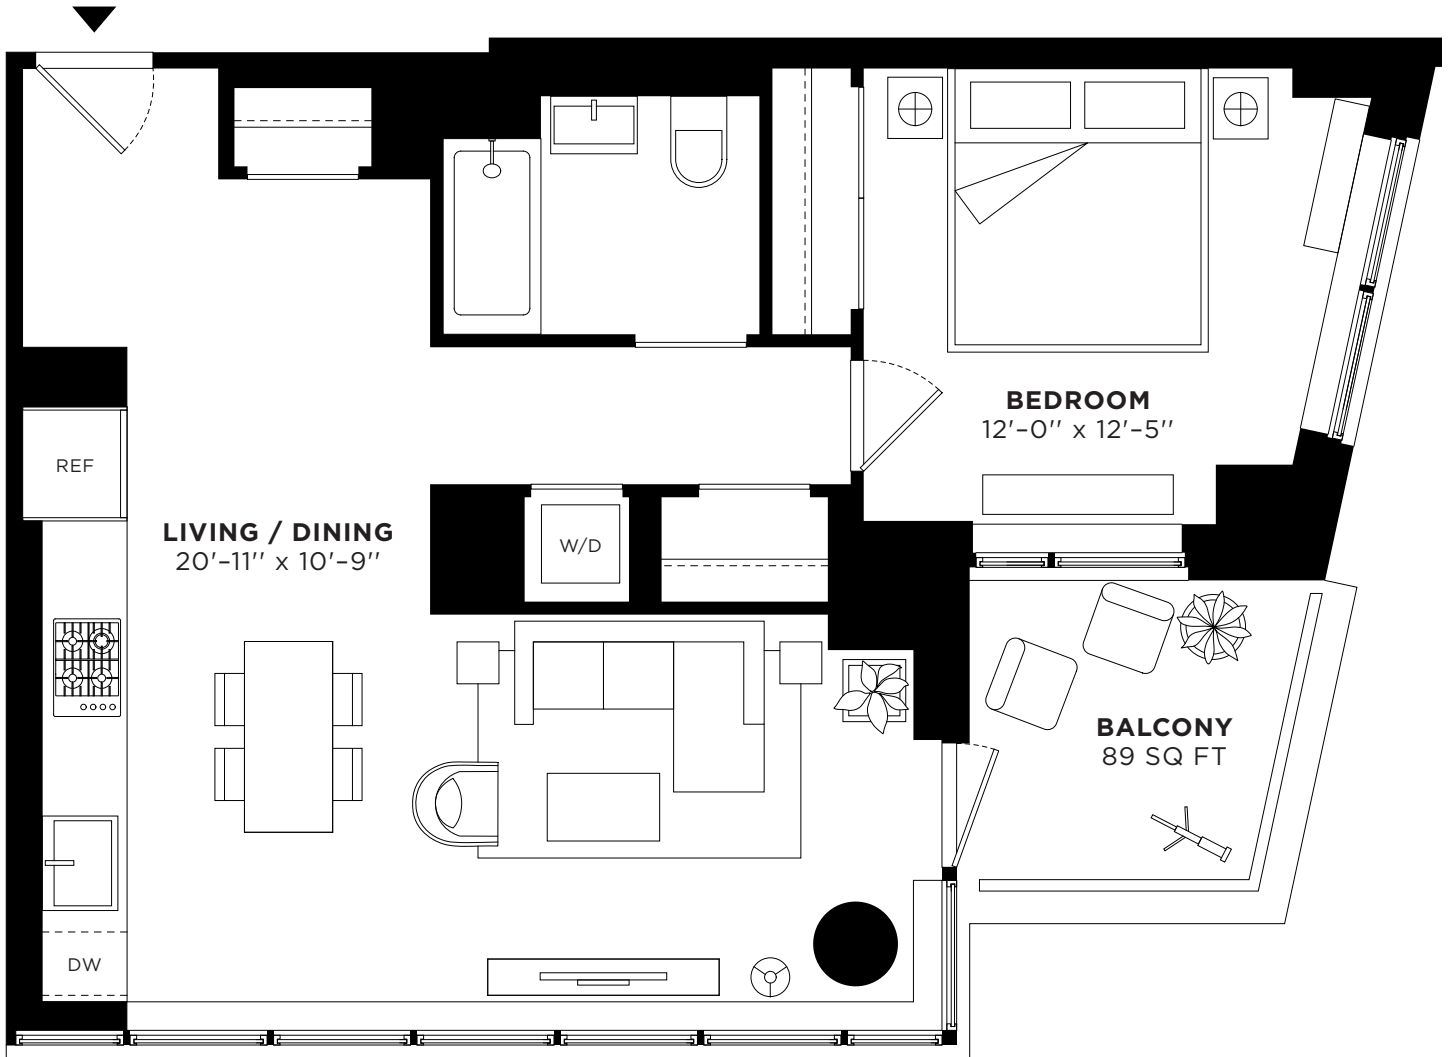 BEDROOM
12'-0'' x 12'-5''
REF
LIVING / DINING
20'-11'' x 10'-9''
W/D
BALCONY
89 SQ FT
DW